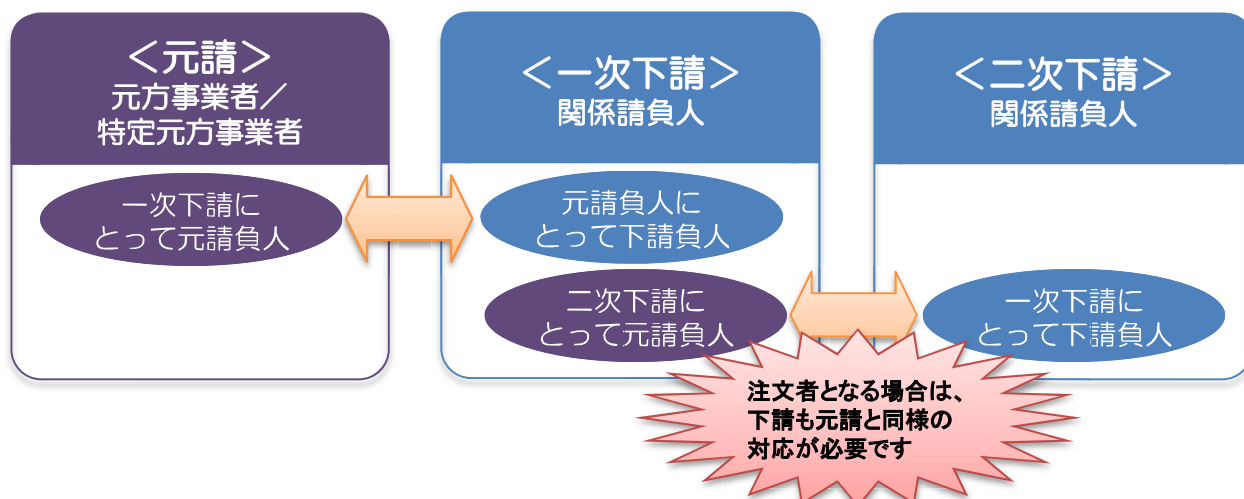 ＜元請＞
元方事業者／
特定元方事業者
一次下請に
とって元請負人
＜一次下請＞
関係請負人
元請負人に
とって下請負人
二次下請に
とって元請負人
＜二次下請＞
関係請負人
一次下請に
とって下請負人
注文者となる場合は、
下請も元請と同様の
対応が必要です